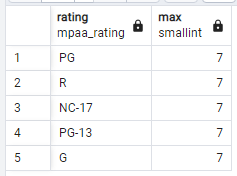 rating max
mpaa_rating smallint
1 PG 7
2 R 7
3 NC-17 7
4 PG-13 7
5 G 7